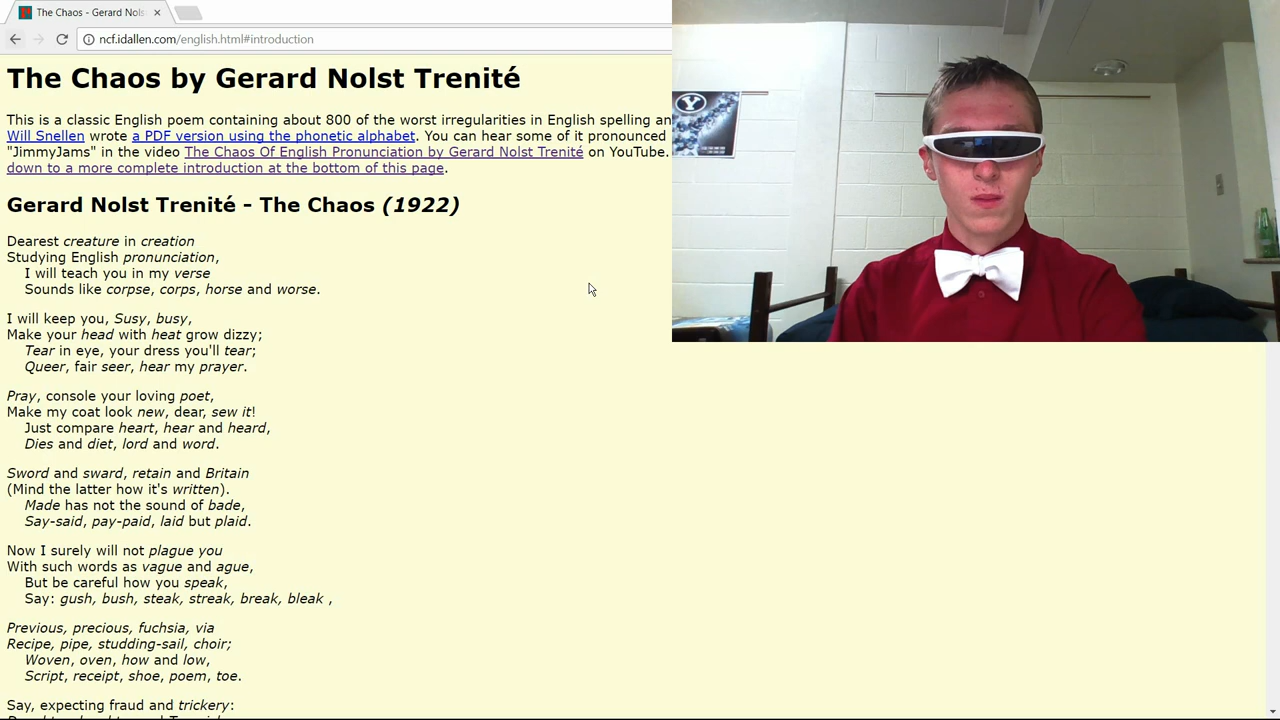 The Chaos - Gerard Nols
ncf.idallen.com/english.html#introduction
The Chaos by Gerard Nolst Trenité
This is a classic English poem containing about 800 of the worst irregularities in English spelling an
Will Snellen wrote a PDF version using the phonetic alphabet. You can hear some of it pronounced
"JimmyJams" in the video The Chaos Of English Pronunciation by Gerard Nolst Trenité on YouTube.
down to a more complete introduction at the bottom of this page.
Gerard Nolst Trenité - The Chaos (1922)
Dearest creature in creation
Studying English pronunciation,
I will teach you in my verse
Sounds like corpse, corps, horse and worse.
I will keep you, Susy, busy,
Make your head with heat grow dizzy;
Tear in eye, your dress you'll tear;
Queer, fair seer, hear my prayer.
Pray, console your loving poet,
Make my coat look new, dear, sew it!
Just compare heart, hear and heard,
Dies and diet, lord and word.
Sword and sward, retain and Britain
(Mind the latter how it's written).
Made has not the sound of bade,
Say-said, pay-paid, laid but plaid.
Now I surely will not plague you
With such words as vague and ague,
But be careful how you speak,
Say: gush, bush, steak, streak, break, bleak ,
Previous, precious, fuchsia, via
Recipe, pipe, studding-sail, choir;
Woven, oven, how and low,
Script, receipt, shoe, poem, toe.
Say, expecting fraud and trickery:
Y